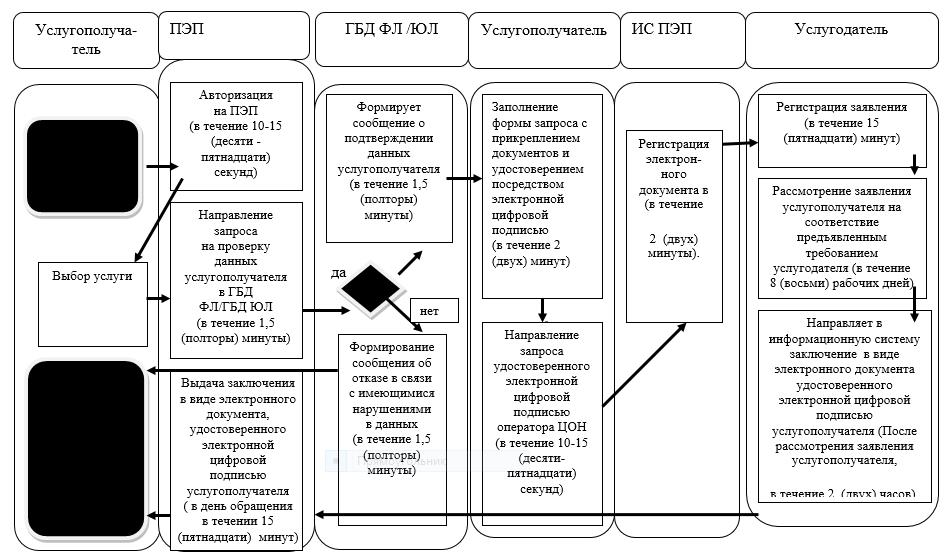 Услугополуча-
тель
ПЭП
ГБД ФЛ /ЮЛ
Услугополучатель
ИС ПЭП
Услугодатель
Авторизация
на ПЭП
(в течение 10-15
(десяти -
пятнадцати)
секунд)
Выбор услуги
Направление
запроса
на проверку
данных
услугополучателя
в ГБД
ФЛ/ГБД ЮЛ
(в течение 1,5
(полторы) минуты)
Выдача заключения
в виде электронного
документа,
удостоверенного
электронной
цифровой
подписью
услугополучателя
( в день обращения
в течении 15
(пятнадцати) минут)
Формирует
сообщение о
подтверждении
данных
услугополучателя
(в течение 1,5
(полторы)
минуты)
да
нет
Формирование
сообщения об
отказе в связи
с имеющимися
нарушениями
в данных
(в течение 1,5
(полторы)
минуты)
Заполнение
формы запроса с
прикреплением
документов и
удостоверением
посредством
электронной
цифровой
подписью
(в течение 2
(двух) минут)
Направление
запроса
удостоверенного
электронной
цифровой
подписью
оператора ЦОН
(в течение 10-15
(десяти-
пятнадцати)
секунд)
Регистрация
электрон-
ного
документа в
(в течение
2 (двух)
минуты).
Регистрация заявления
(в течение 15
(пятнадцати) минут)
Рассмотрение заявления
услугополучателя на
соответствие
предъявленным
требованием
услугодателя (в течение
8 (восьми) рабочих дней)
Направляет в
информационную систему
заключение в виде
электронного документа
удостоверенного
электронной цифровой
подписью
услугополучателя (После
рассмотрения заявления
услугополучателя,
в течение 2 (двух) часов)